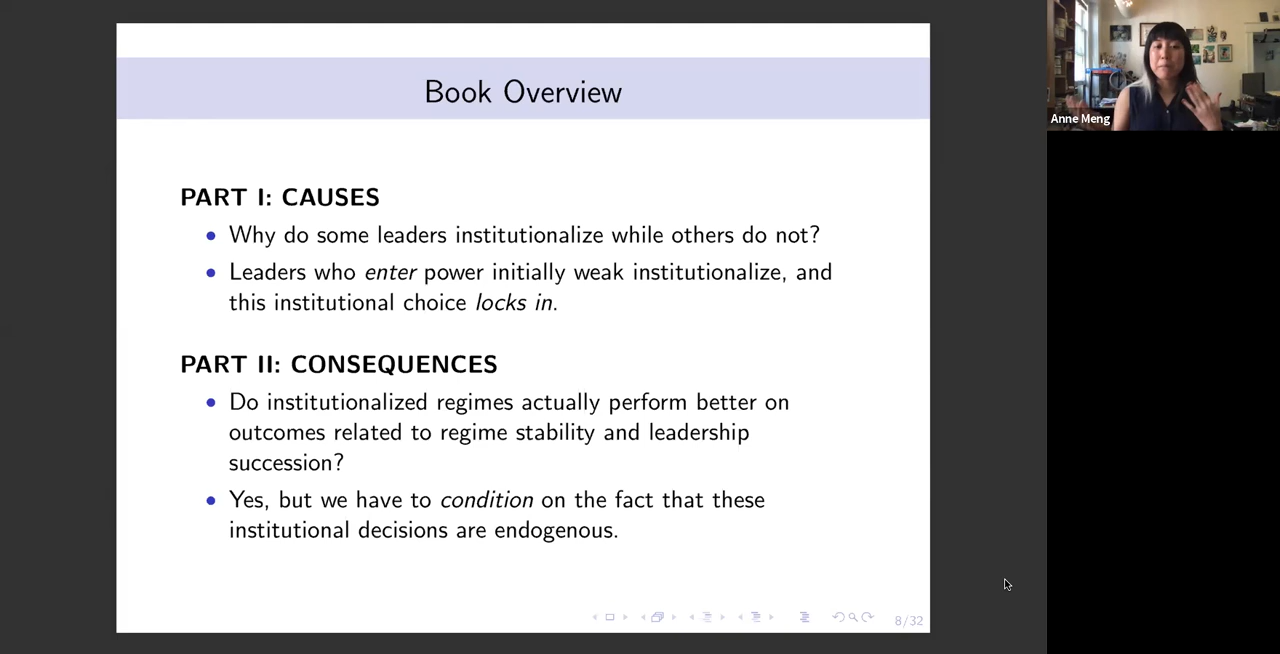 Book Overview
Anne Meng
PART I: CAUSES
• Why do some leaders institutionalize while others do not?
• Leaders who enter power initially weak institutionalize, and
this institutional choice locks in.
PART II: CONSEQUENCES
• Do institutionalized regimes actually perform better on
outcomes related to regime stability and leadership
succession?
• Yes, but we have to condition on the fact that these
institutional decisions are endogenous.
8/32